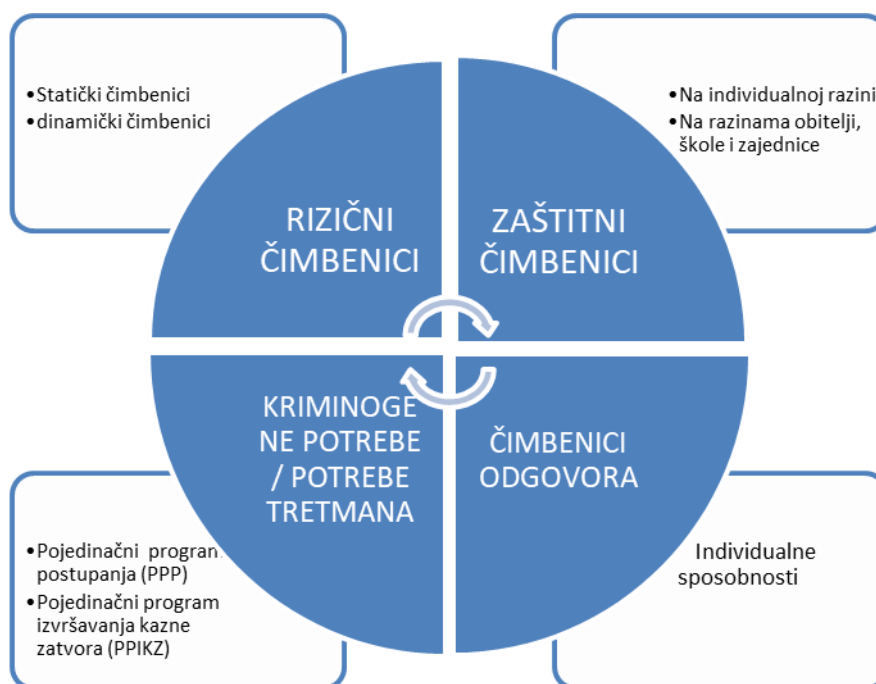 •Statički čimbenici
•dinamički čimbenici
•Na individualnoj razini
•Na razinama obitelji,
škole i zajednice
RIZIČNI
ČIMBENICI
ZAŠTITNI
ČIMBENICI
KRIMINOGE
NE POTREBE
/ POTREBE
TRETMANA
ČIMBENICI
ODGOVORA
•Pojedinačni program
postupanja (PPP)
•Pojedinačni program
izvršavanja kazne
zatvora (PPIKZ)
Individualne
sposobnosti